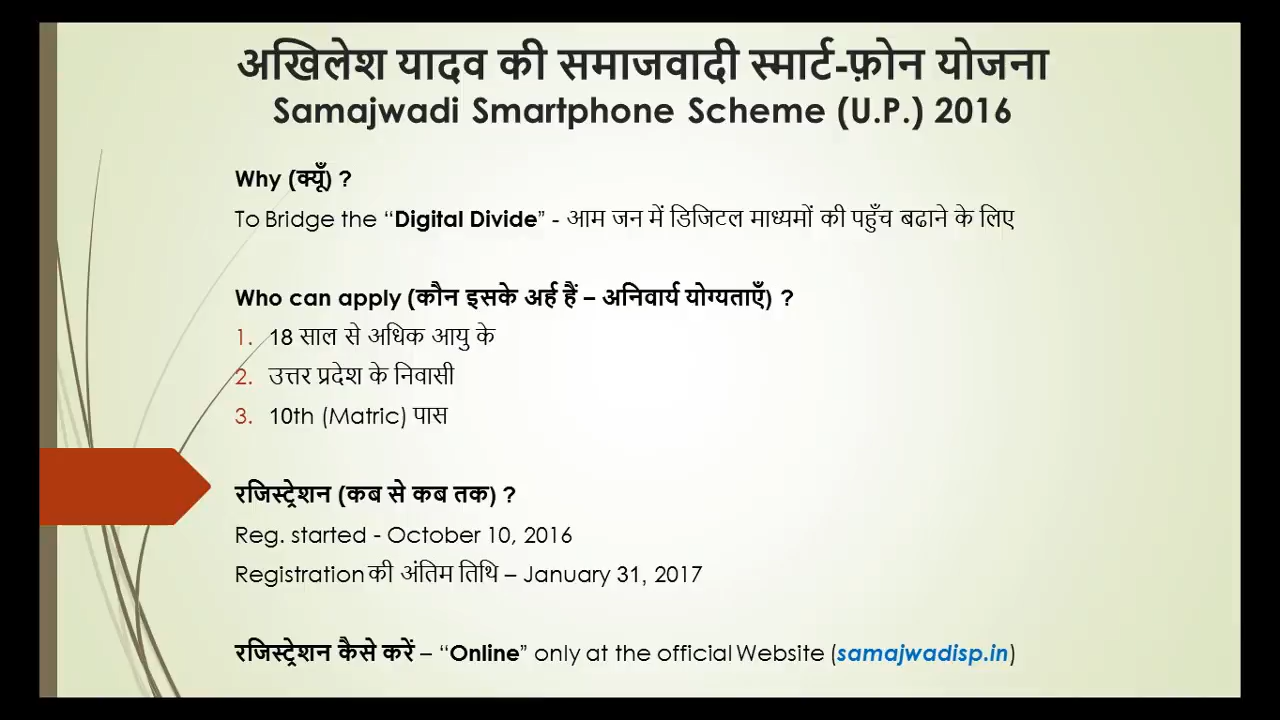 अखिलेश यादव की समाजवादी स्मार्ट-फ़ोन योजना
Samajwadi Smartphone Scheme (U.P.) 2016
Why (क्यूँ) ?
To Bridge the “Digital Divide” - आम जन में डिजिटल माध्यमों की पहुँच बढाने के लिए
Who can apply (कौन इसके अर्ह हैं – अनिवार्य योग्यताएँ) ?
1. 18 साल से अधिक आयु के
2. उत्तर प्रदेश के निवासी
3. 10th (Matric) पास
रजिस्ट्रेशन (कब से कब तक) ?
Reg. started - October 10, 2016
Registration की अंतिम तिथि – January 31, 2017
रजिस्ट्रेशन कैसे करें – “Online” only at the official Website (samajwadisp.in)